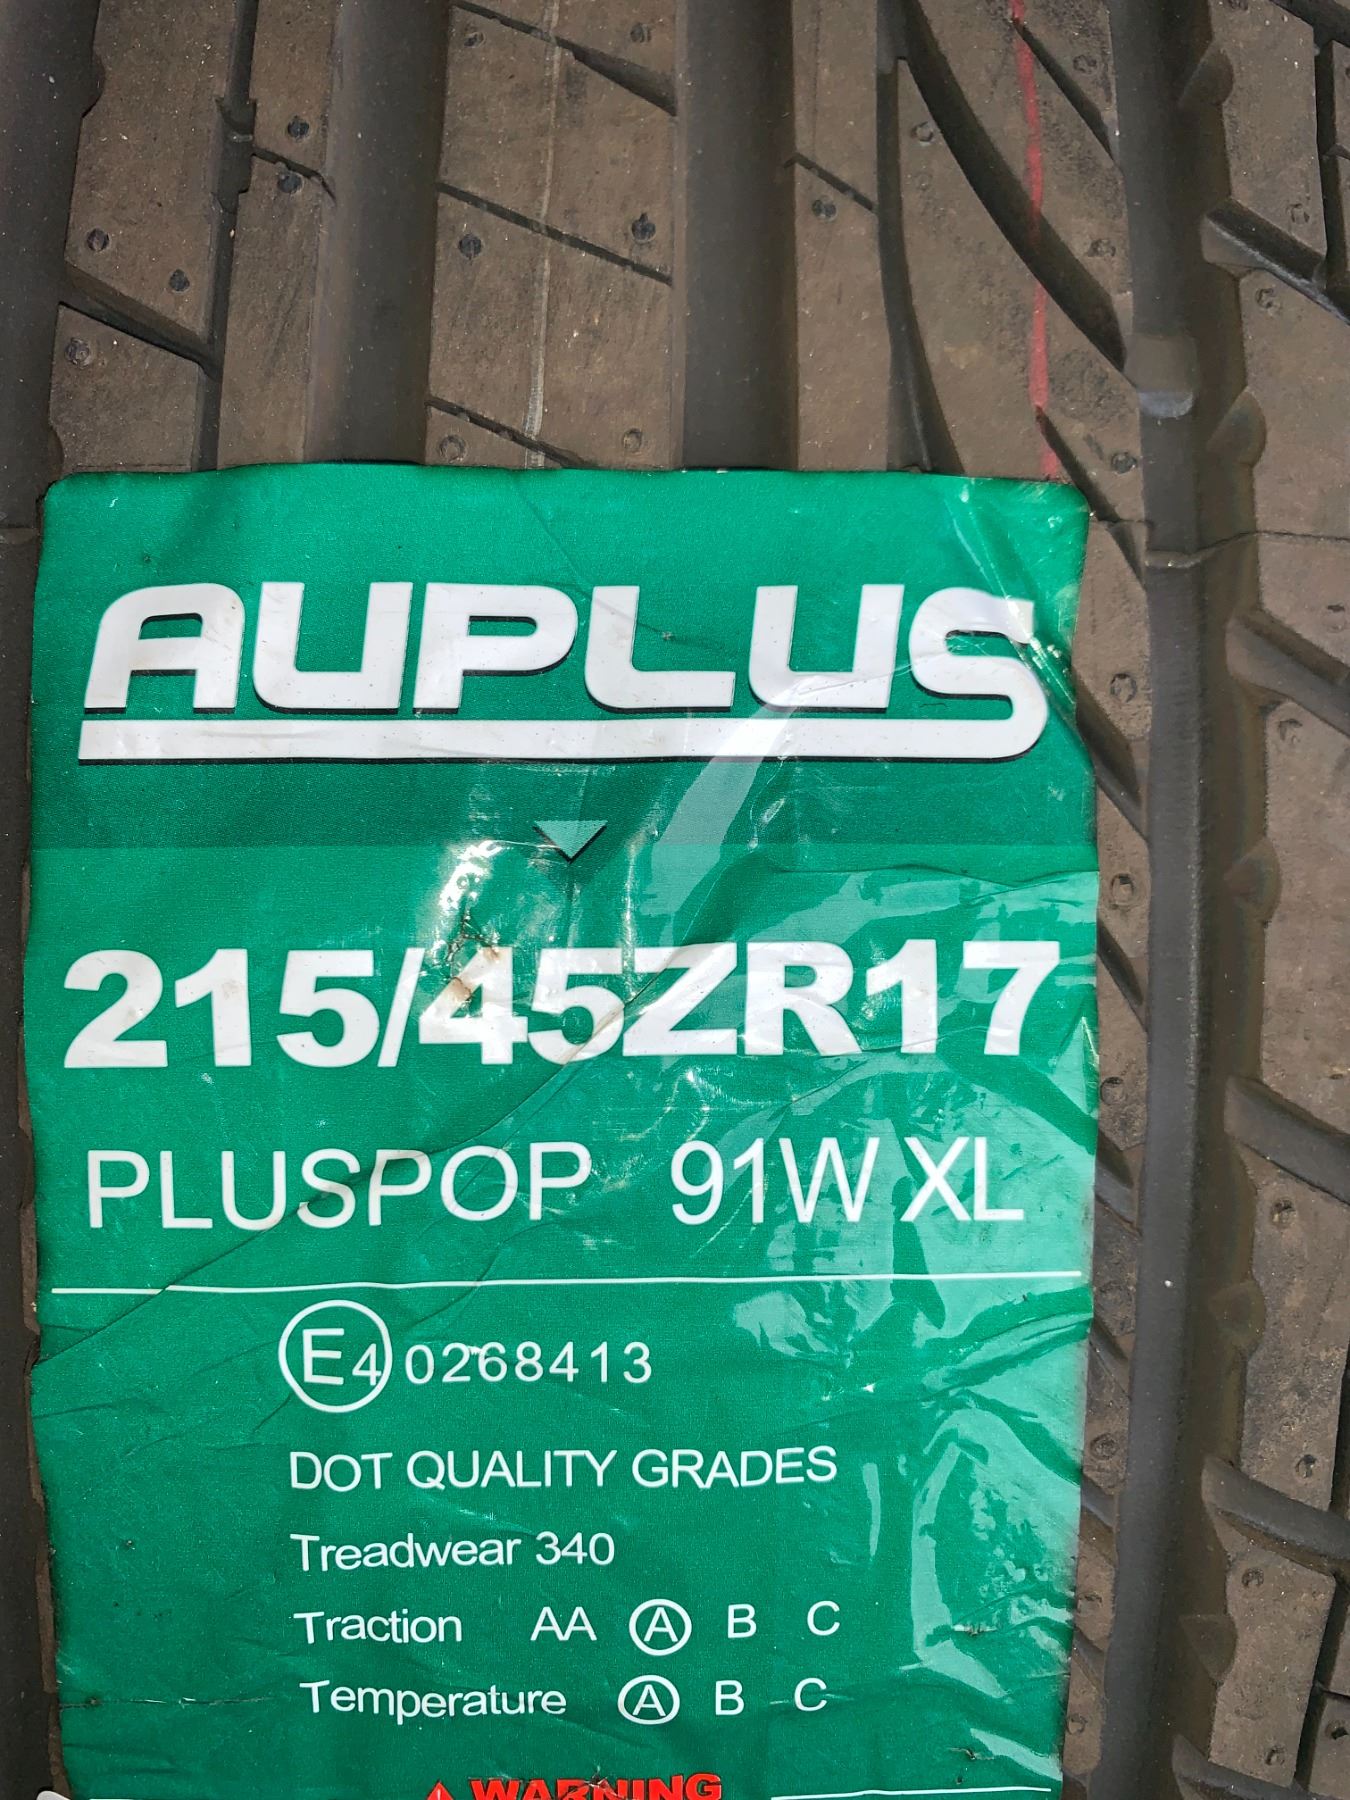 AUPLUS
215/45ZR17
PLUSPOP 91W XL
E4 0268413
DOT QUALITY GRADES
Treadwear 340
Traction AA A B C
Temperature A B C
WARNING